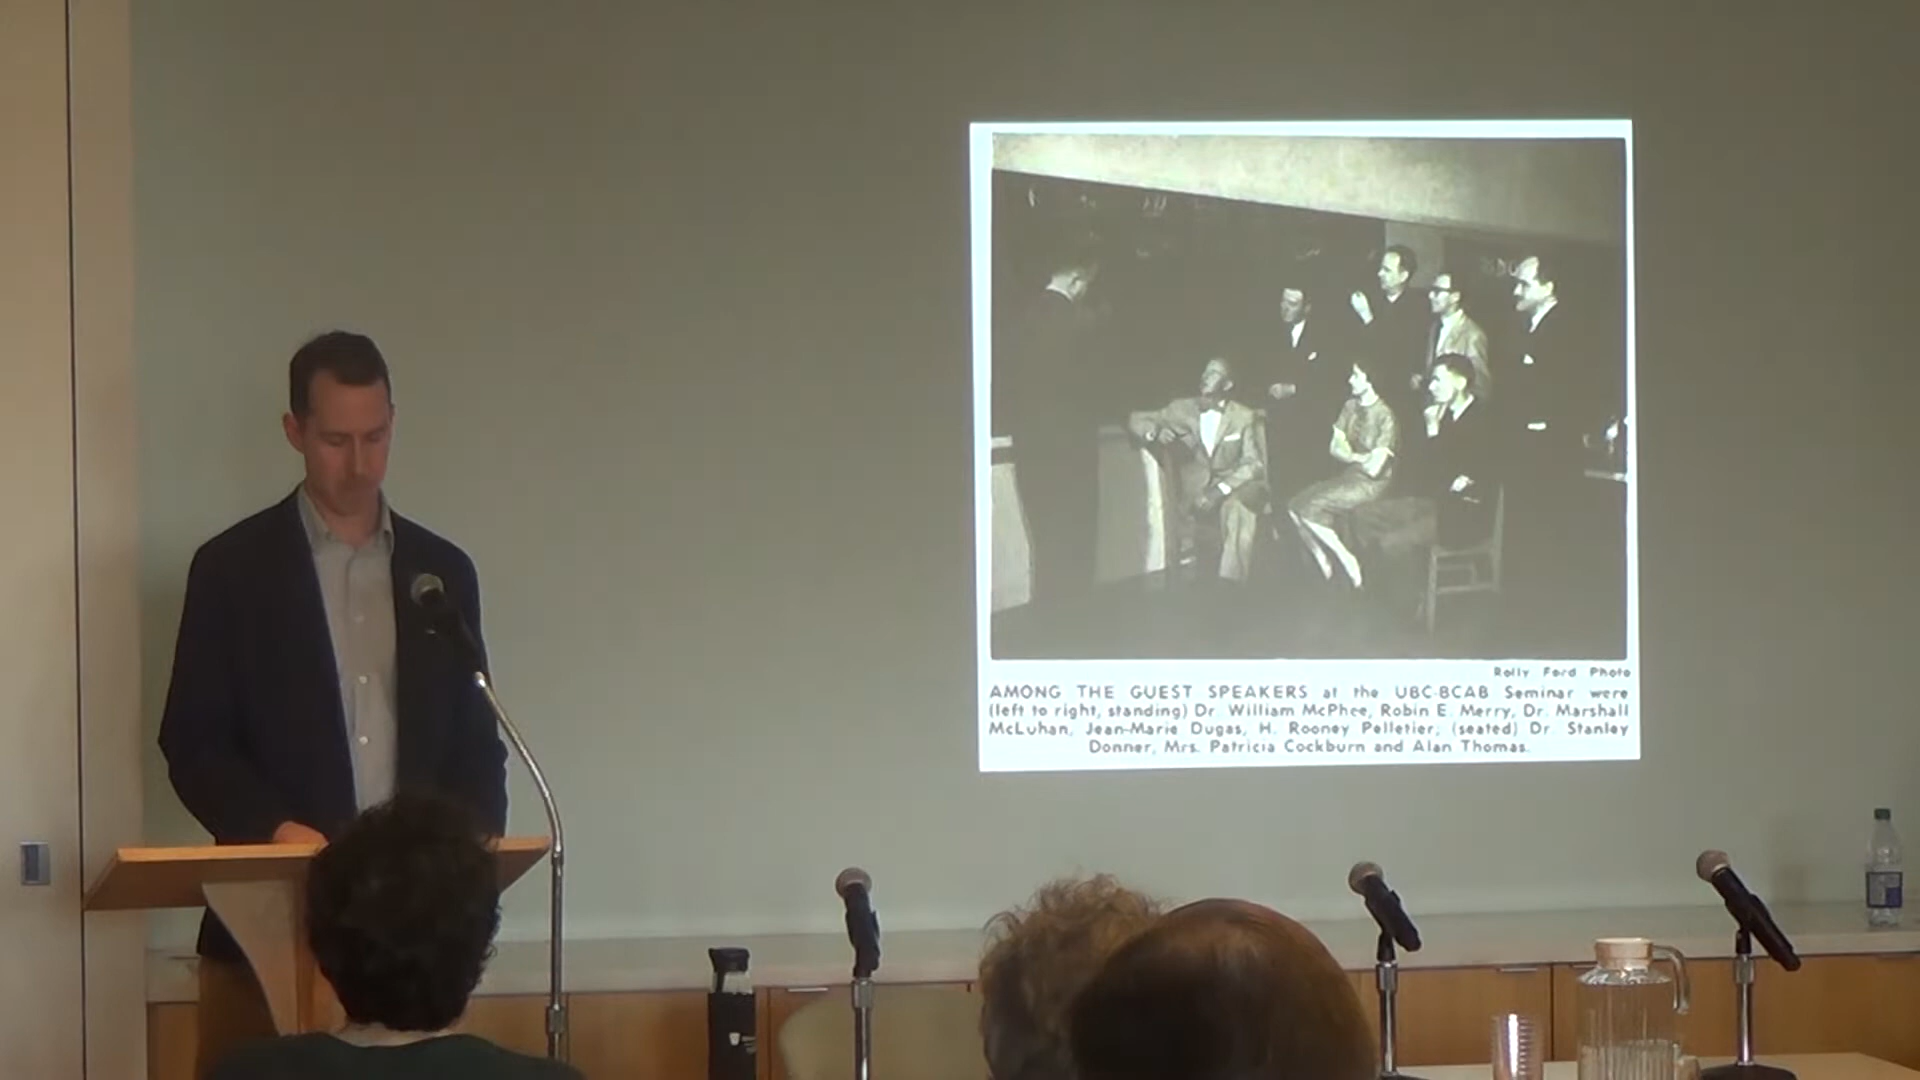 Rolly Ford Photo
AMONG THE GUEST SPEAKERS at the UBC-BCAB Seminar were
(left to right, standing) Dr. William McPhee, Robin E. Merry, Dr. Marshall
McLuhan, Jean-Marie Dugas, H. Rooney Pelletier; (seated) Dr. Stanley
Donner, Mrs. Patricia Cockburn and Alan Thomas.